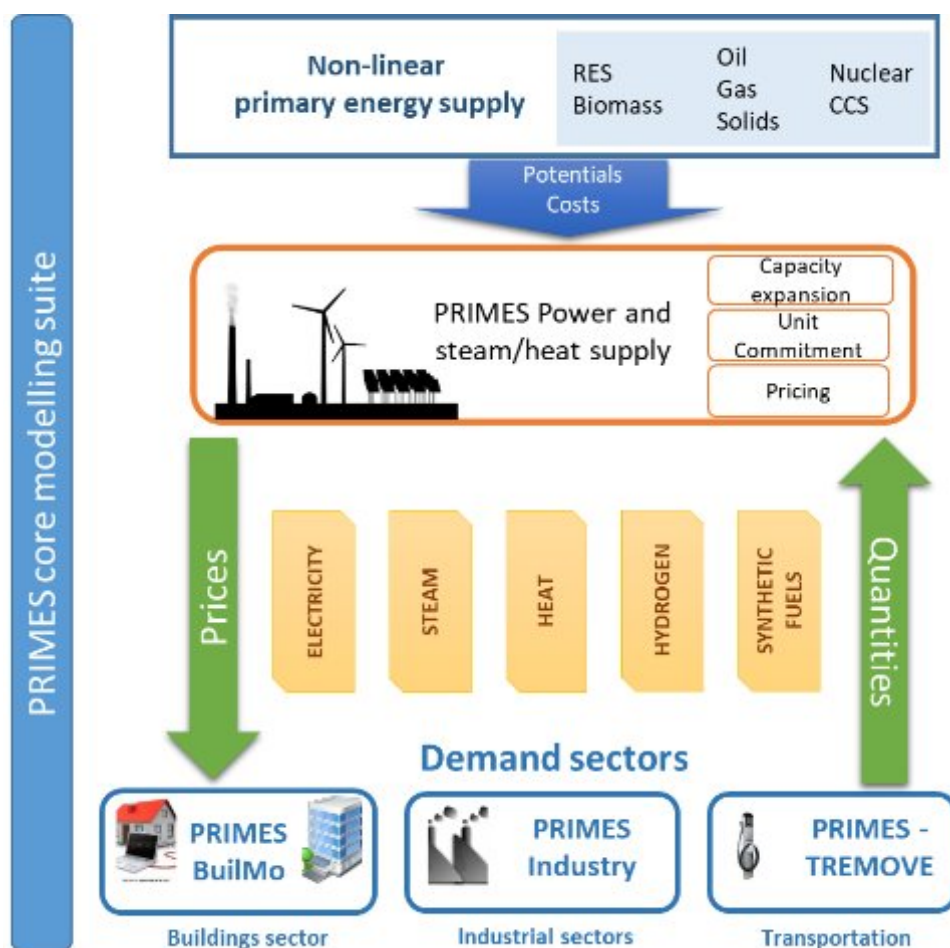 PRIMES core modelling suite
Non-linear
primary energy supply
RES
Biomass
Oil
Gas
Solids
Nuclear
CCS
Potentials
Costs
PRIMES Power and
steam/heat supply
Capacity
expansion
Unit
Commitment
Pricing
Prices
ELECTRICITY
STEAM
HEAT
HYDROGEN
SYNTHETIC
FUELS
Quantities
Demand sectors
PRIMES
BuilMo
PRIMES
Industry
PRIMES -
TREMOVE
Buildings sector
Industrial sectors
Transportation